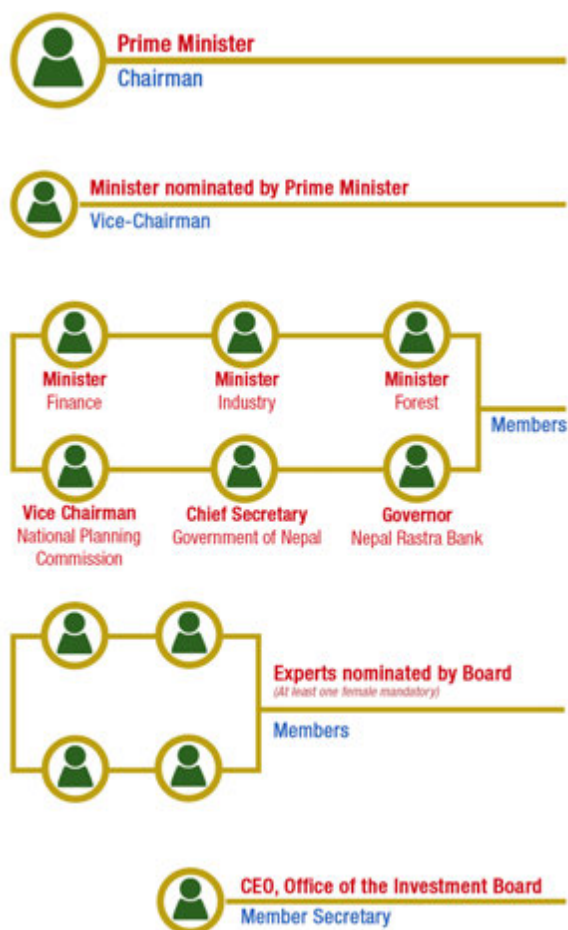 Prime Minister
Chairman
Minister nominated by Prime Minister
Vice-Chairman
Minister
Finance
Minister
Industry
Minister
Forest
Members
Vice Chairman
National Planning
Commission
Chief Secretary
Government of Nepal
Governor
Nepal Rastra Bank
Experts nominated by Board
(At least one female mandatory)
Members
CEO, Office of the Investment Board
Member Secretary